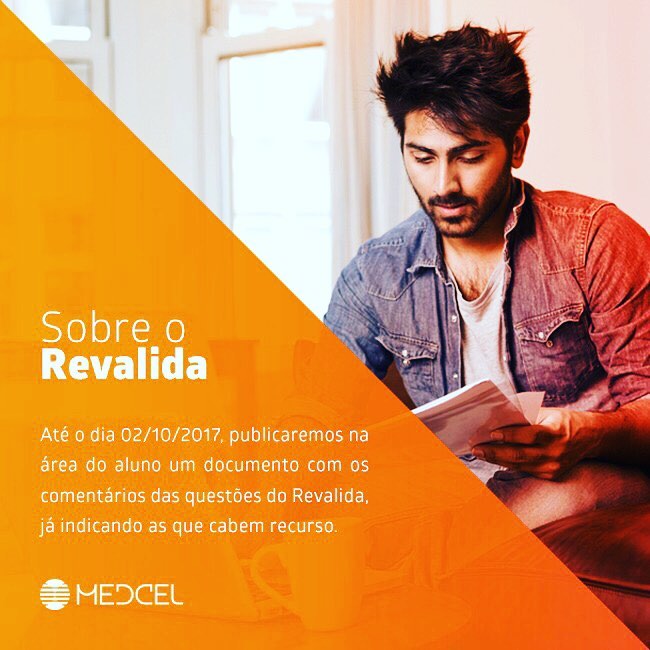 Sobre o
Revalida
Até o dia 02/10/2017, publicaremos na
área do aluno um documento com os
comentários das questões do Revalida,
já indicando as que cabem recurso.
MEDCEL